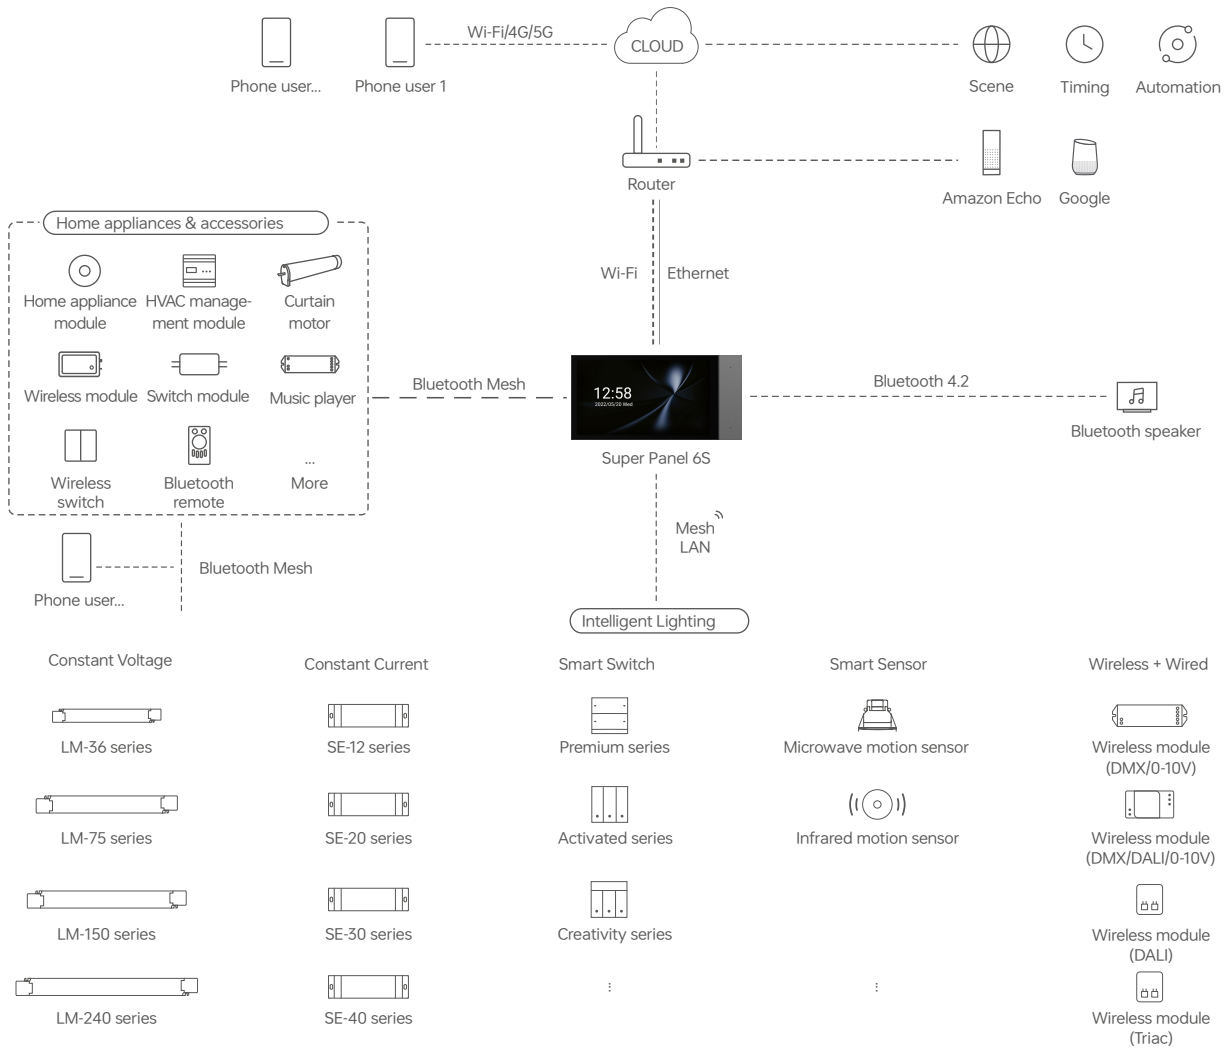 Wi-Fi/4G/5G
CLOUD
Phone user...
Phone user 1
Scene
Timing
Automation
Router
Amazon Echo
Google
Home appliances & accessories
Home appliance
module
HVAC manage-
ment module
Curtain
motor
Wireless module
Switch module
Music player
Wireless
switch
Bluetooth
remote
...
More
Wi-Fi
Ethernet
Bluetooth Mesh
12:58
2022/05/20 Wed
Super Panel 6S
Bluetooth 4.2
Bluetooth speaker
Mesh
LAN
Phone user...
Bluetooth Mesh
Intelligent Lighting
Constant Voltage
Constant Current
Smart Switch
Smart Sensor
Wireless + Wired
LM-36 series
SE-12 series
Premium series
Microwave motion sensor
Wireless module
(DMX/0-10V)
LM-75 series
SE-20 series
Activated series
Infrared motion sensor
Wireless module
(DMX/DALI/0-10V)
LM-150 series
SE-30 series
Creativity series
Wireless module
(DALI)
LM-240 series
SE-40 series
Wireless module
(Triac)